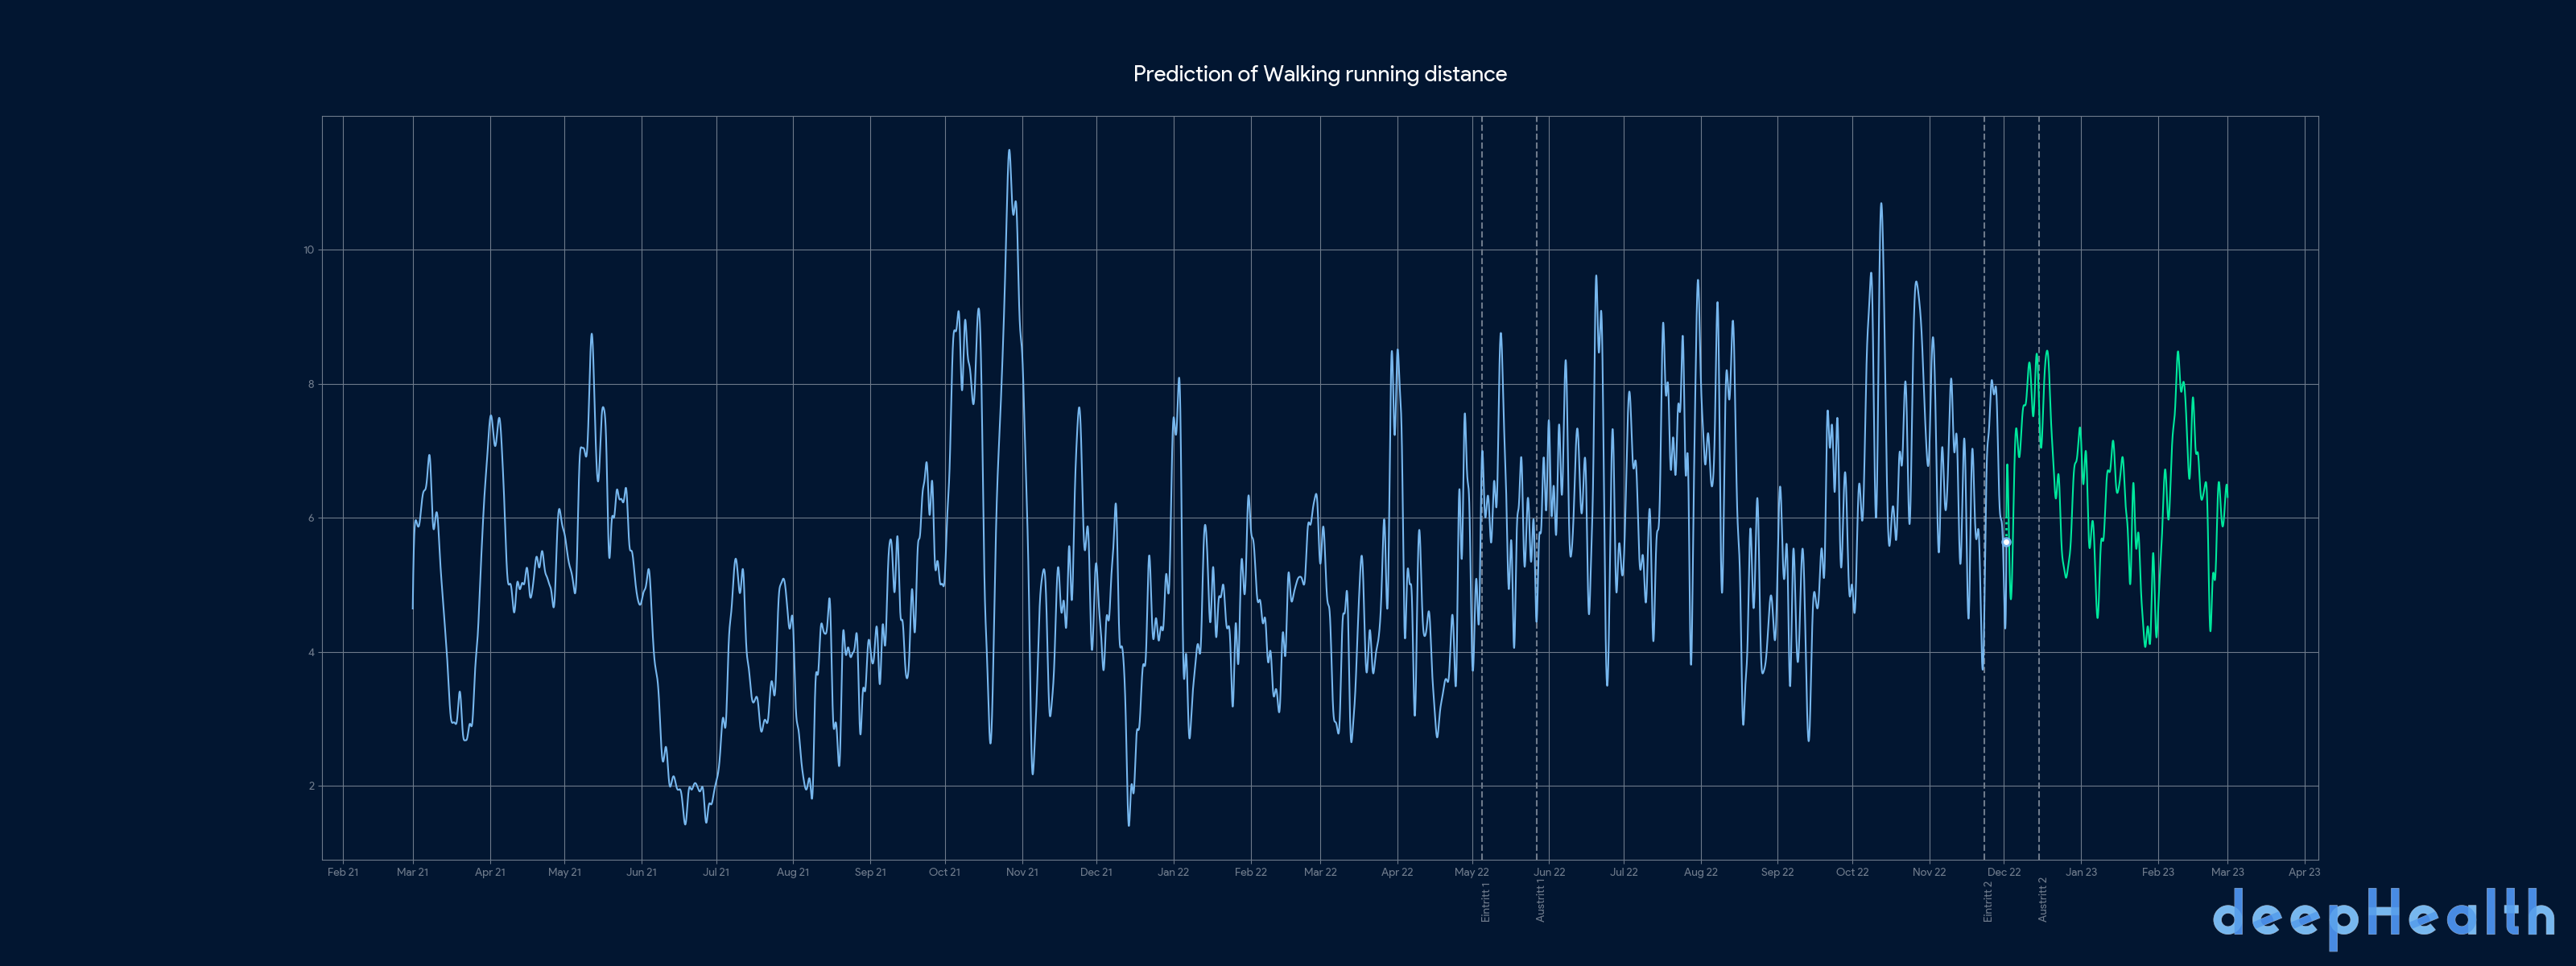 Prediction of Walking running distance
10
8
6
4
2
Feb 21 Mar 21 Apr 21 May 21 Jun 21 Jul 21 Aug 21 Sep 21 Oct 21 Nov 21 Dec 21 Jan 22 Feb 22 Mar 22 Apr 22 May 22 Jun 22 Jul 22 Aug 22 Sep 22 Oct 22 Nov 22 Dec 22 Jan 23 Feb 23 Mar 23 Apr 23
Eintritt 1
Austritt 1
Eintritt 2
Austritt 2
deepHealth